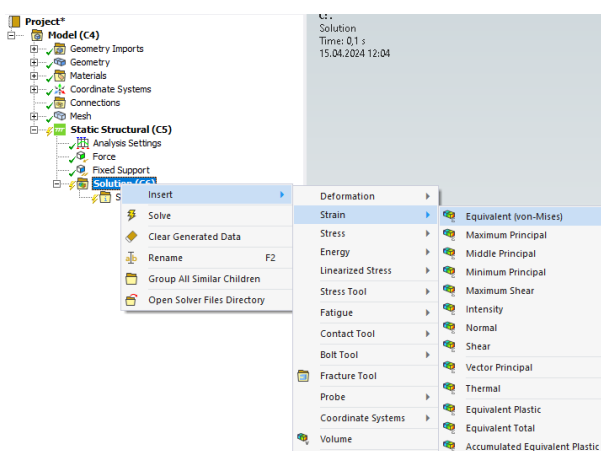 Project*
Model (C4)
Geometry Imports
Geometry
Materials
Coordinate Systems
Connections
Mesh
Static Structural (C5)
Analysis Settings
Force
Fixed Support
Solution (C6)
S
Solution
Time: 0,1 s
15.04.2024 12:04
Insert
Solve
Clear Generated Data
Rename F2
Group All Similar Children
Open Solver Files Directory
Deformation
Strain
Stress
Energy
Linearized Stress
Stress Tool
Fatigue
Contact Tool
Bolt Tool
Fracture Tool
Probe
Coordinate Systems
Volume
Equivalent (von-Mises)
Maximum Principal
Middle Principal
Minimum Principal
Maximum Shear
Intensity
Normal
Shear
Vector Principal
Thermal
Equivalent Plastic
Equivalent Total
Accumulated Equivalent Plastic